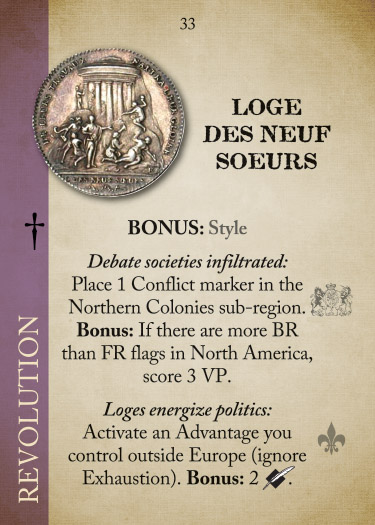 33
LOGE
DES NEUF
SOEURS
BONUS: Style
Debate societies infiltrated:
Place 1 Conflict marker in the
Northern Colonies sub-region.
Bonus: If there are more BR
than FR flags in North America,
score 3 VP.
Loges energize politics:
Activate an Advantage you
control outside Europe (ignore
Exhaustion). Bonus: 2 .
REVOLUTION